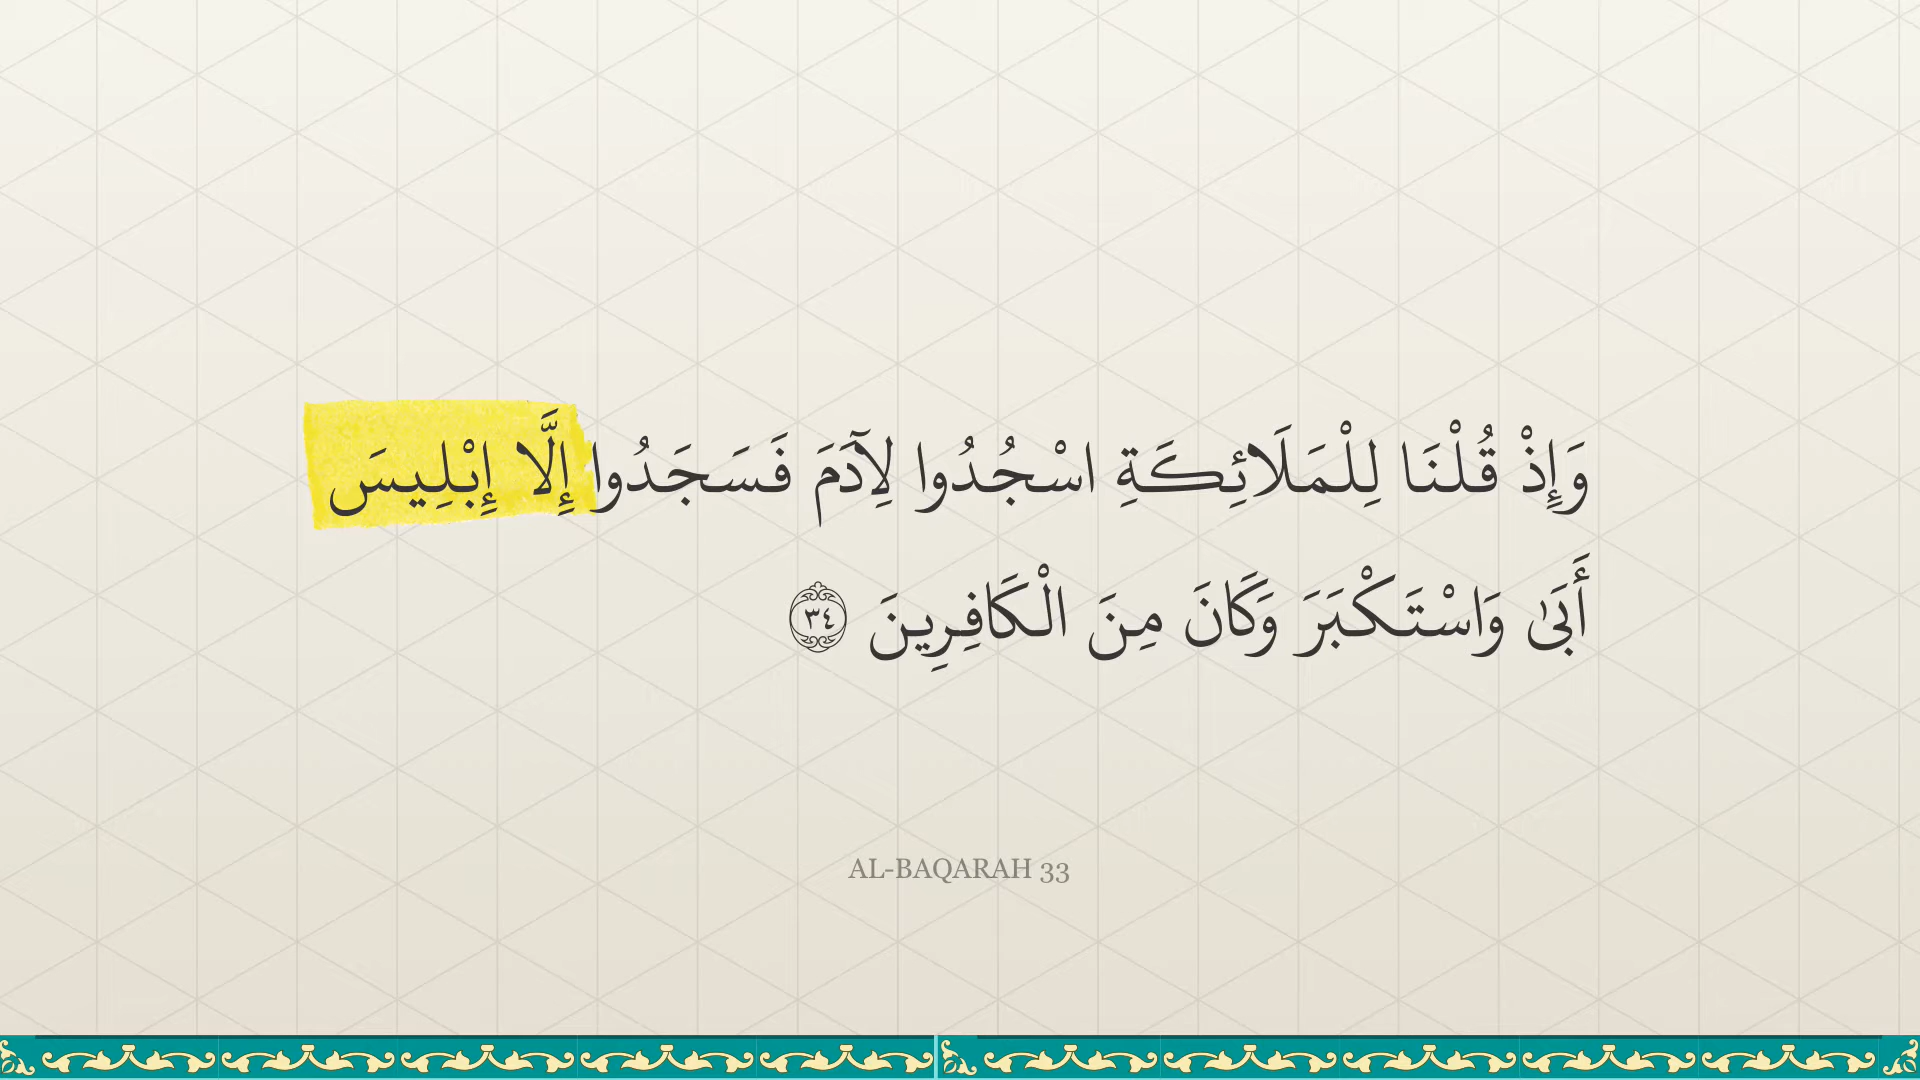 وَإِذْ قُلْنَا لِلْمَلَائِكَةِ اسْجُدُوا لِآدَمَ فَسَجَدُوا إِلَّا إِبْلِيسَ
أَبَىٰ وَاسْتَكْبَرَ وَكَانَ مِنَ الْكَافِرِينَ ٣٤
AL-BAQARAH 33